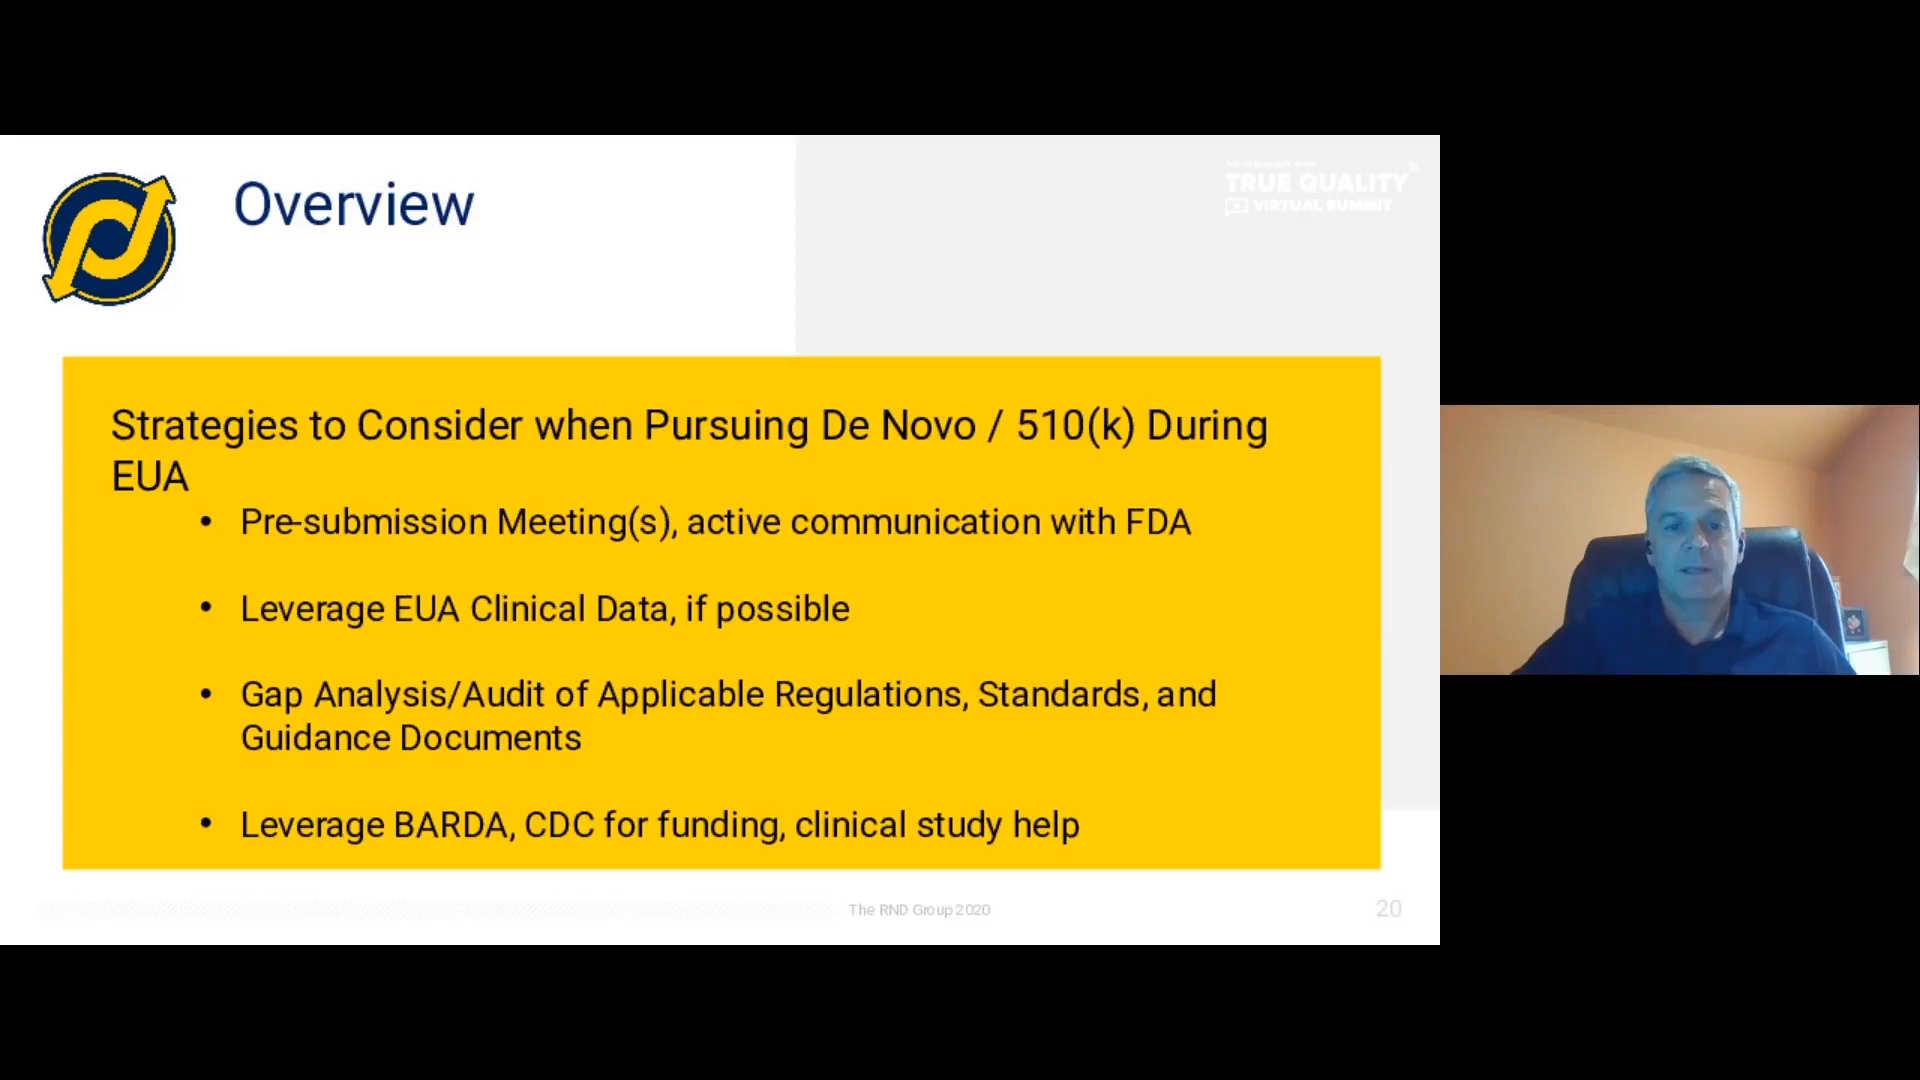 Overview
TRUE QUALITY
VIRTUAL SUMMIT
Strategies to Consider when Pursuing De Novo / 510(k) During
EUA
• Pre-submission Meeting(s), active communication with FDA
• Leverage EUA Clinical Data, if possible
• Gap Analysis/Audit of Applicable Regulations, Standards, and
Guidance Documents
• Leverage BARDA, CDC for funding, clinical study help
The RND Group 2020
20